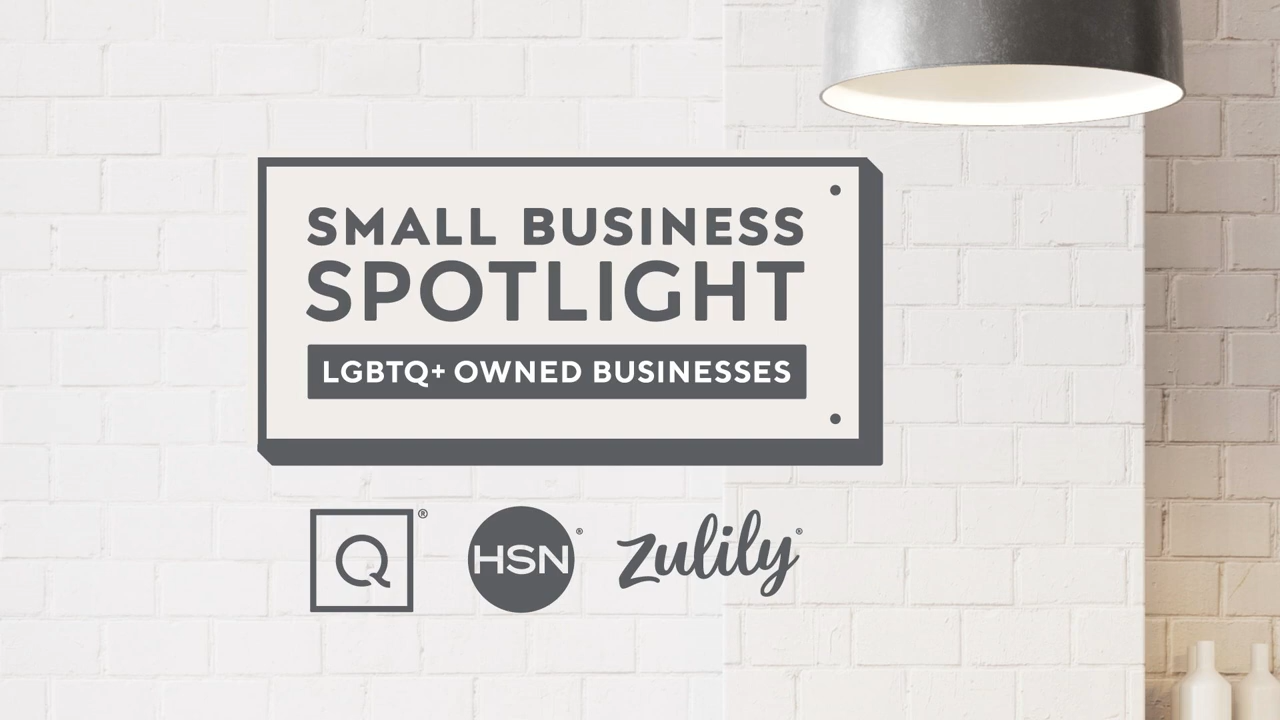 SMALL BUSINESS
SPOTLIGHT
LGBTQ+ OWNED BUSINESSES
Q®
HSN®
zulily®